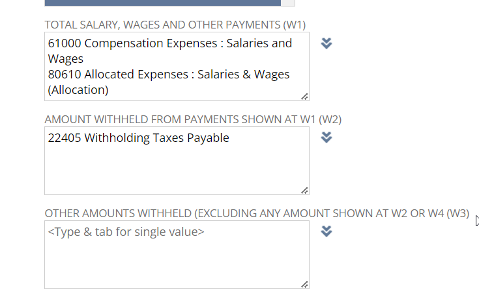 TOTAL SALARY, WAGES AND OTHER PAYMENTS (W1)
61000 Compensation Expenses : Salaries and
Wages
80610 Allocated Expenses : Salaries & Wages
(Allocation)
AMOUNT WITHHELD FROM PAYMENTS SHOWN AT W1 (W2)
22405 Withholding Taxes Payable
OTHER AMOUNTS WITHHELD (EXCLUDING ANY AMOUNT SHOWN AT W2 OR W4 (W3)
<Type & tab for single value>